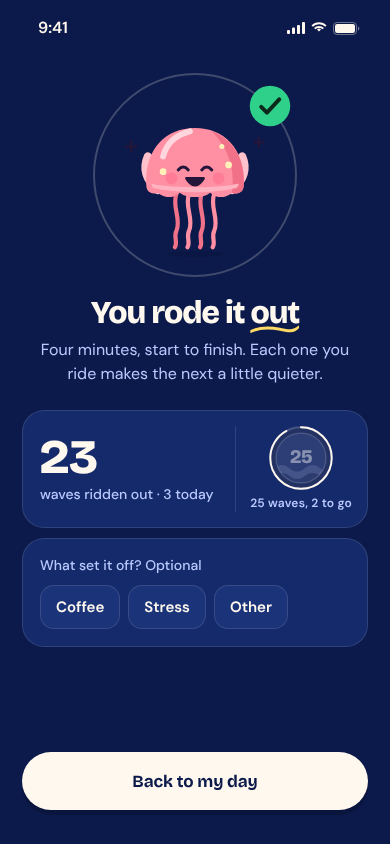 9:41
You rode it out
Four minutes, start to finish. Each one you
ride makes the next a little quieter.
23
waves ridden out · 3 today
25
25 waves, 2 to go
What set it off? Optional
Coffee
Stress
Other
Back to my day